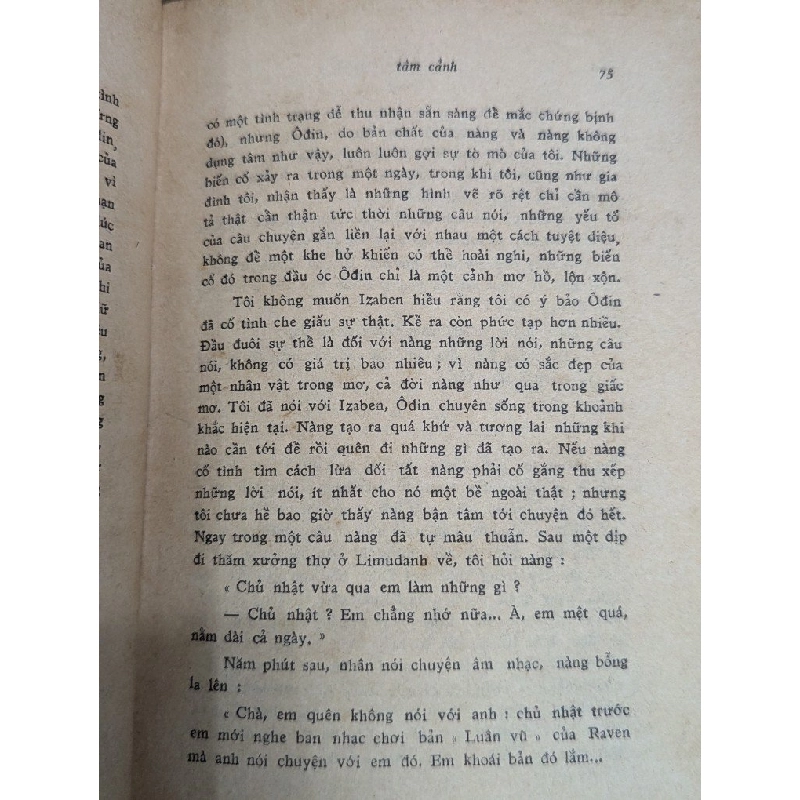 tâm cảnh
75
có một tình trạng dễ thu nhận sẵn sàng để mắc chứng bịnh
đó), nhưng Ôđin, do bản chất của nàng và nàng không
dụng tâm như vậy, luôn luôn gợi sự tò mò của tôi. Những
biến cố xảy ra trong một ngày, trong khi tôi, cũng như gia
đình tôi, nhận thấy là những hình vẽ rõ rệt chỉ cần mô
tả thật cẩn thận tức thời những câu nói, những yếu tố
của câu chuyện gắn liền lại với nhau một cách tuyệt diệu,
không để một khe hở khiến có thể hoài nghi, những biến
cố đó trong đầu óc Ôđin chỉ là một cảnh mơ hồ, lộn xộn.
Tôi không muốn Izaben hiểu rằng tôi có ý bảo Ôđin
đã cố tình che giấu sự thật. Kể ra còn phức tạp hơn nhiều.
Đầu đuôi sự thể là đối với nàng những lời nói, những câu
nói, không có giá trị bao nhiêu ; vì nàng có sắc đẹp của
một nhân vật trong mơ, cả đời nàng như qua trong giấc
mơ. Tôi đã nói với Izaben, Ôđin chuyên sống trong khoảnh
khắc hiện tại. Nàng tạo ra quá khứ và tương lai những khi
nào cần tới để rồi quên đi những gì đã tạo ra. Nếu nàng
cố tình tìm cách lừa dối tất nàng phải cố gắng thu xếp
những lời nói, ít nhất cho nó một bề ngoài thật ; nhưng
tôi chưa hề bao giờ thấy nàng bận tâm tới chuyện đó hết.
Ngay trong một câu nàng đã tự mâu thuẫn. Sau một dịp
đi thăm xưởng thợ ở Limudanh về, tôi hỏi nàng :
« Chủ nhật vừa qua em làm những gì ?
— Chủ nhật ? Em chẳng nhớ nữa... À, em mệt quá,
nằm dài cả ngày. »
Năm phút sau, nhân nói chuyện âm nhạc, nàng bỗng
la lên :
« Chà, em quên không nói với anh : chủ nhật trước
em mới nghe ban nhạc chơi bản « Luân vũ » của Raven
mà anh nói chuyện với em đó. Em khoái bản đó lắm...